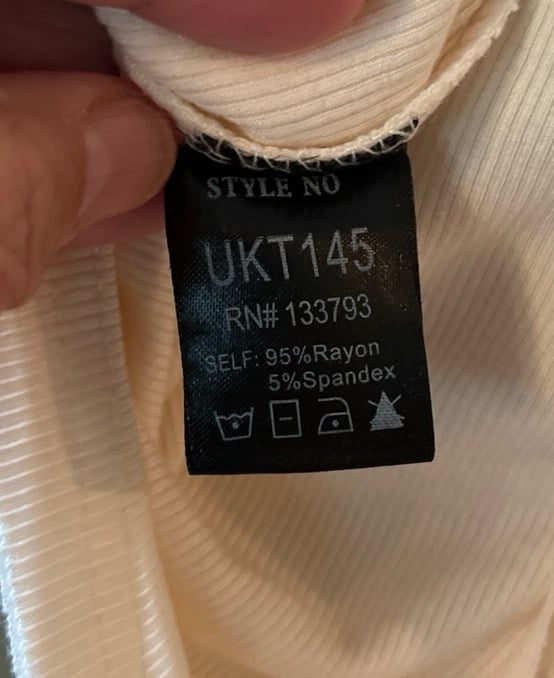 STYLE NO
UKT145
RN# 133793
SELF: 95%Rayon
5%Spandex